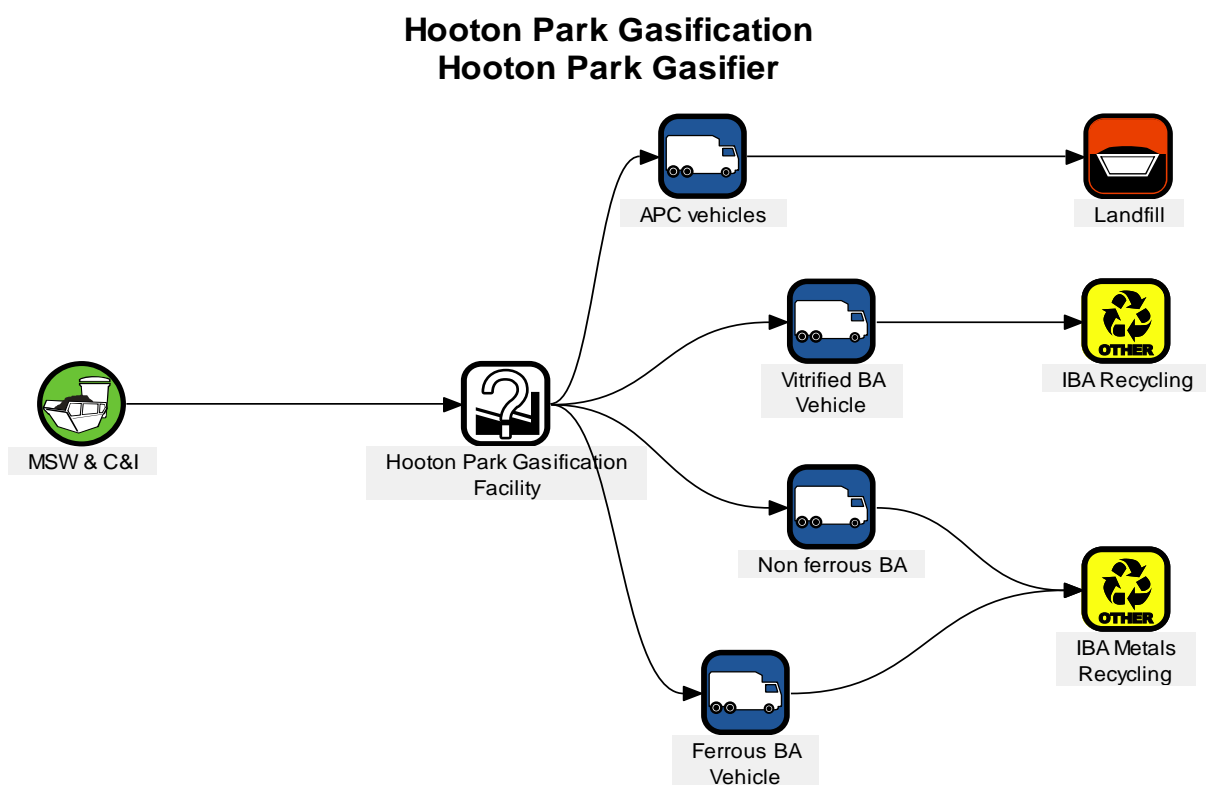 Hooton Park Gasification
Hooton Park Gasifier
APC vehicles
Landfill
Vitrified BA
Vehicle
OTHER
IBA Recycling
MSW & C&I
Hooton Park Gasification
Facility
Non ferrous BA
OTHER
IBA Metals
Recycling
Ferrous BA
Vehicle